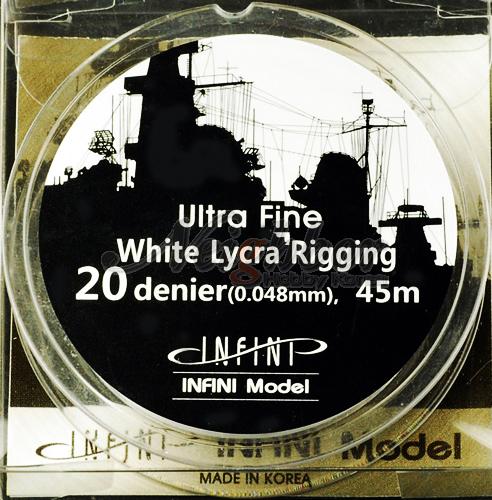 Ultra Fine
White Lycra Rigging
20 denier(0.048mm), 45m
INFINI
INFINI Model
INFINI INFINI Model
MADE IN KOREA